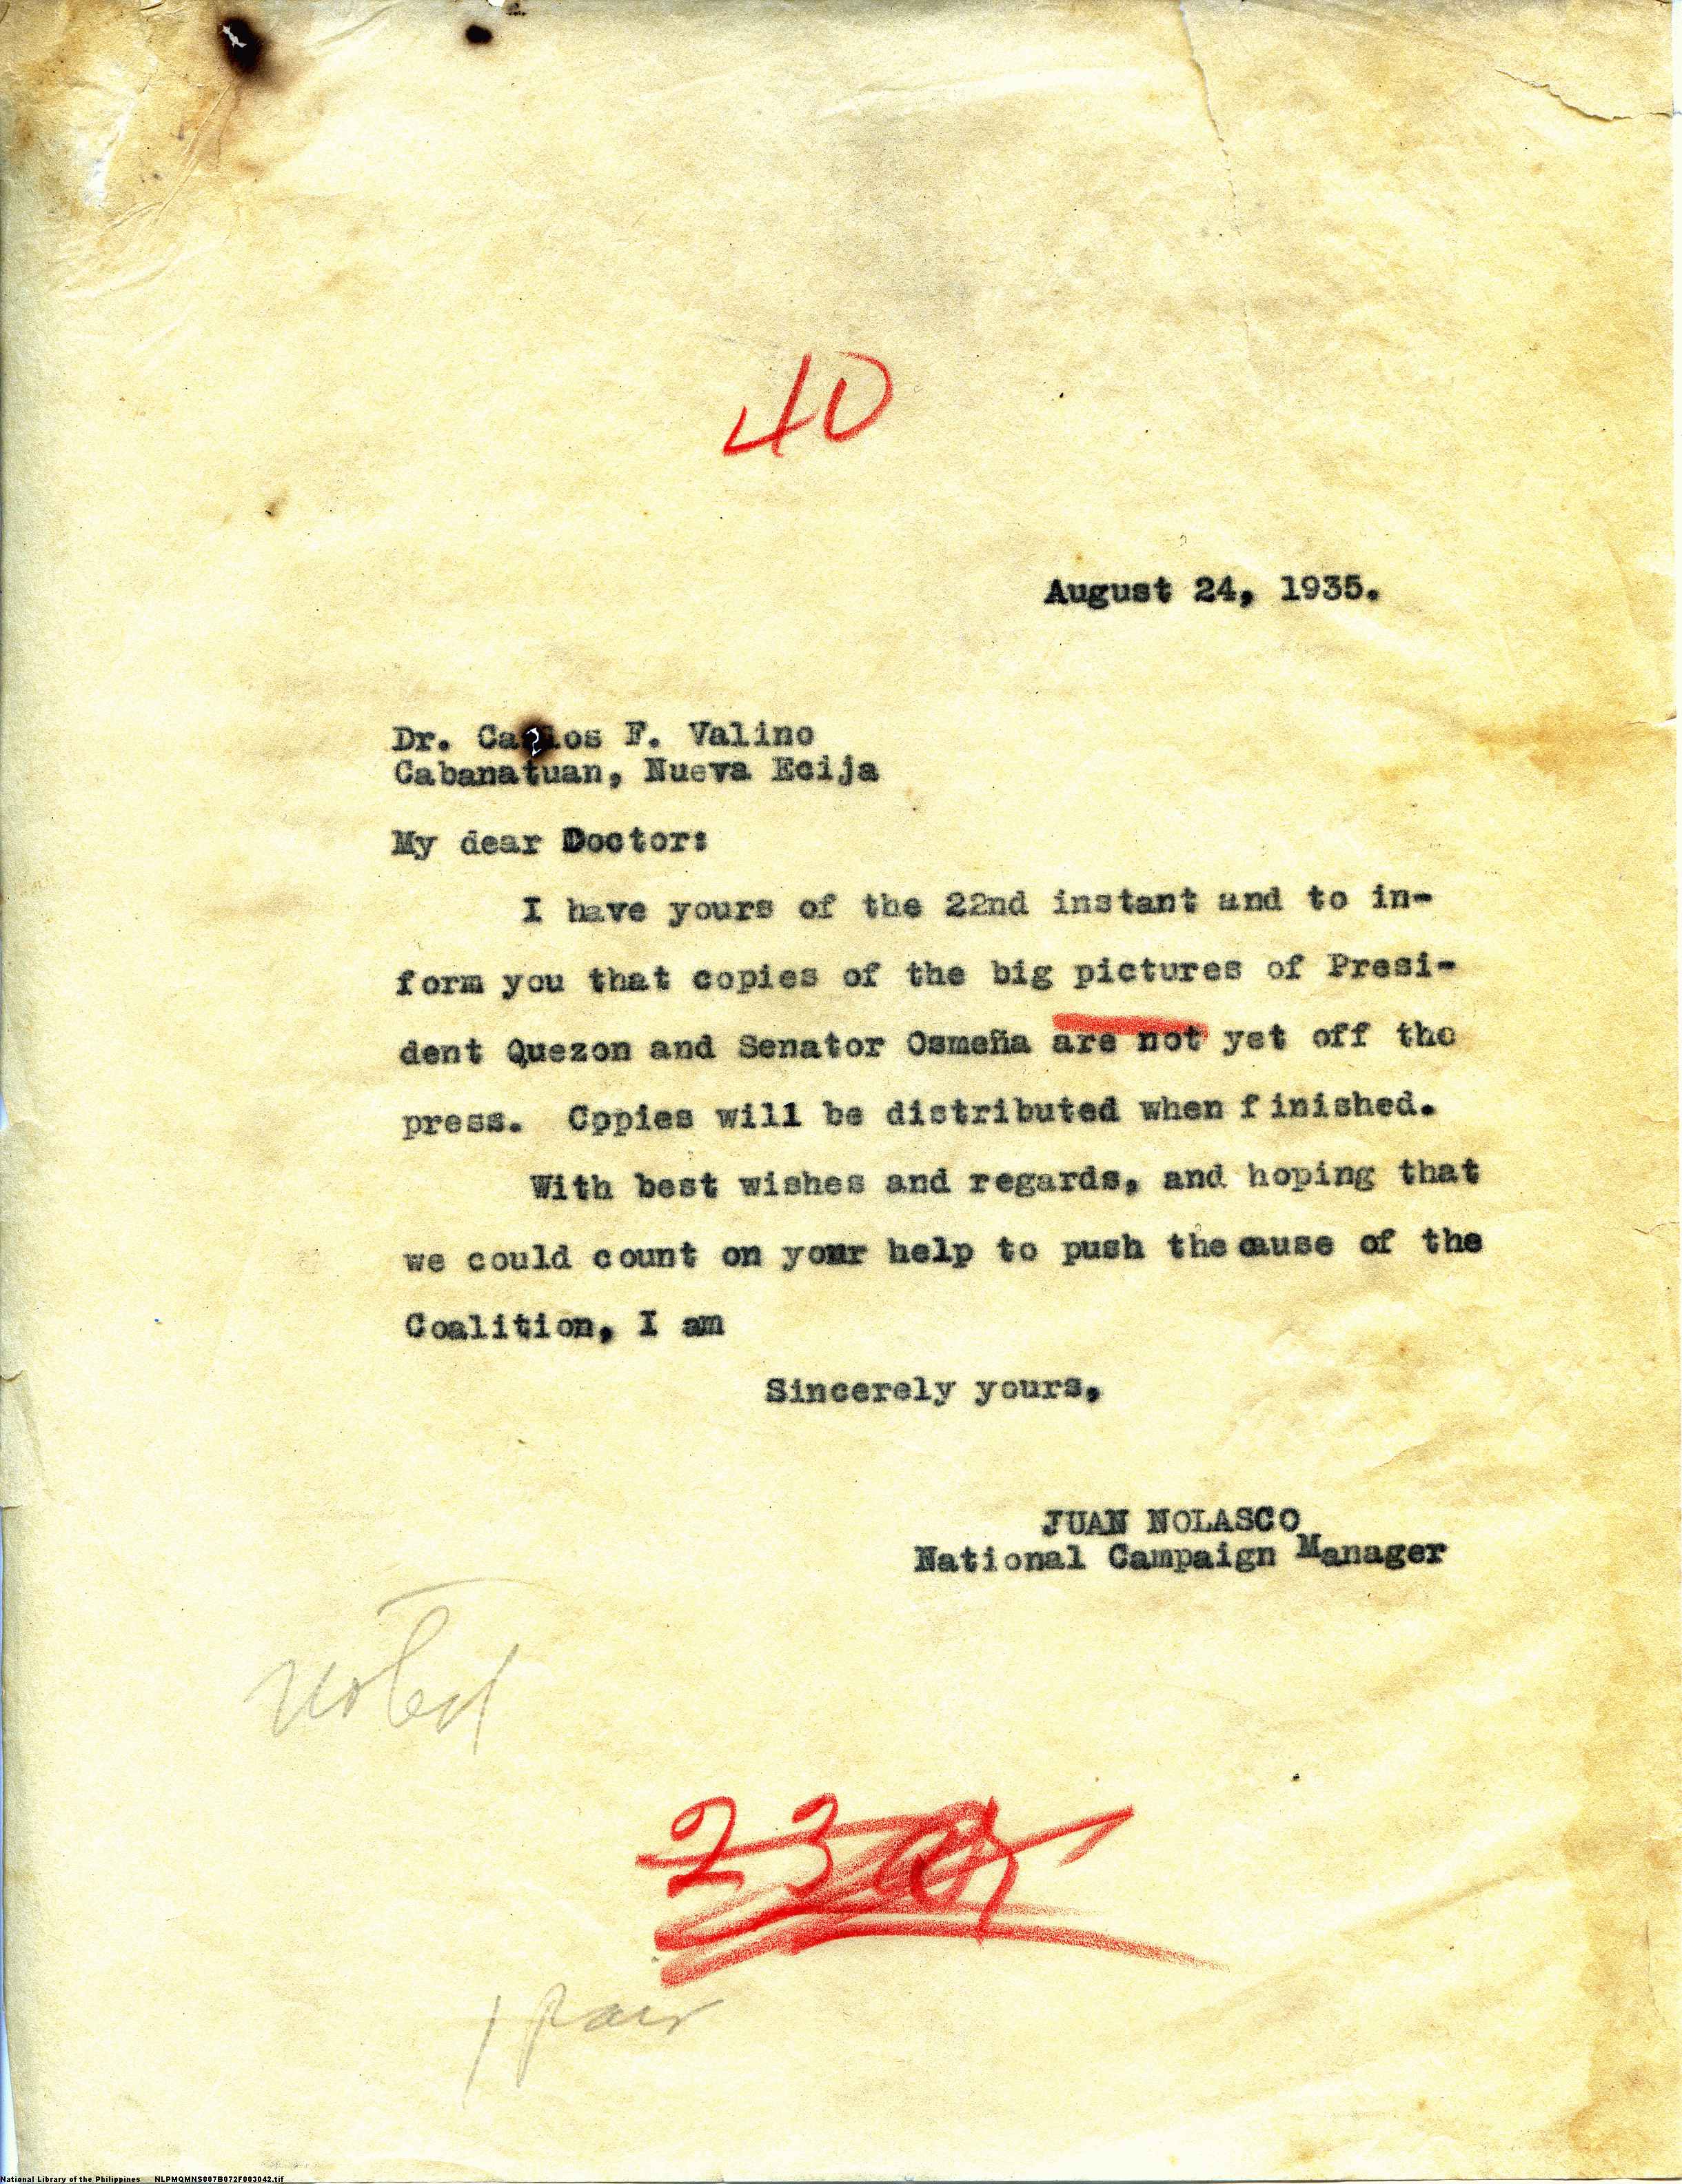 40
August 24, 1935.
Dr. Carlos F. Valino
Cabanatuan, Nueva Ecija
My dear Doctor:
I have yours of the 22nd instant and to in-
form you that copies of the big pictures of Presi-
dent Quezon and Senator Osmeña are not yet off the
press. Copies will be distributed when finished.
With best wishes and regards, and hoping that
we could count on your help to push the cause of the
Coalition, I am
Sincerely yours,
JUAN NOLASCO
National Campaign Manager
Noted
23
1 pair
National Library of the Philippines NLPMQMNS007B072F003042.tif